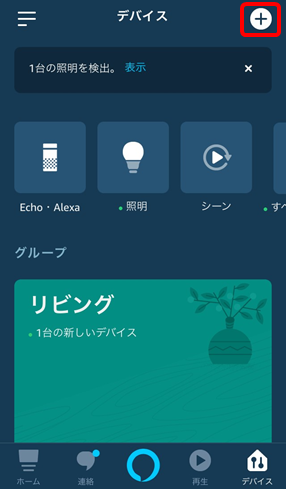 デバイス
1台の照明を検出。 表示
Echo・Alexa
照明
シーン
グループ
リビング
1台の新しいデバイス
ホーム
連絡
再生
デバイス